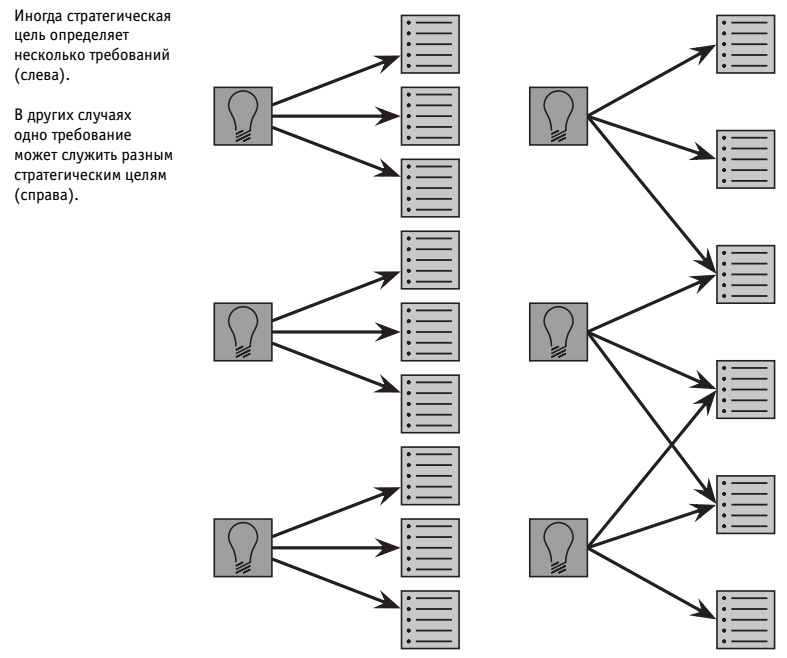 Иногда стратегическая
цель определяет
несколько требований
(слева).
В других случаях
одно требование
может служить разным
стратегическим целям
(справа).